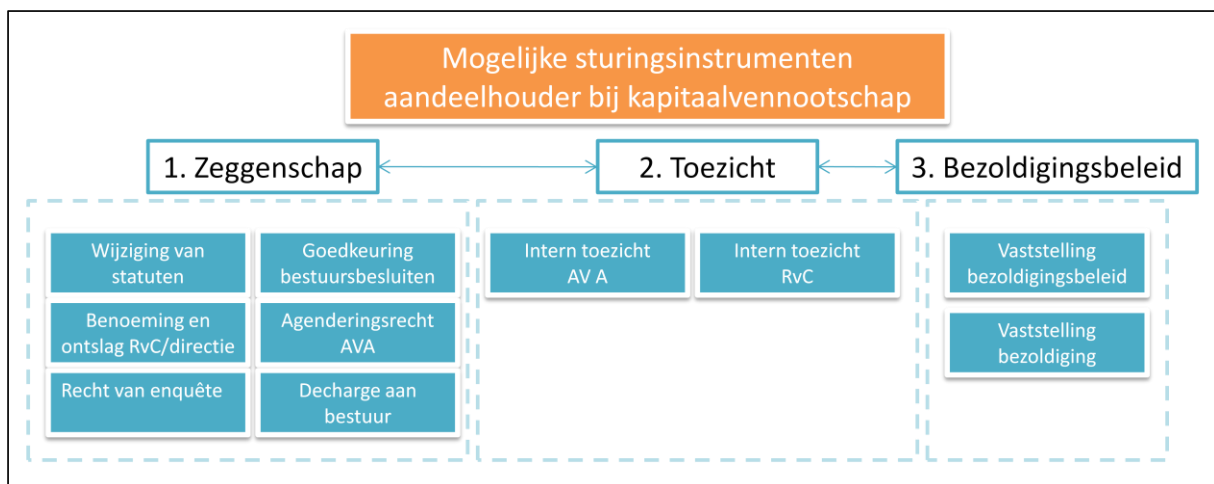 Mogelijke sturingsinstrumenten
aandeelhouder bij kapitaalvennootschap
1. Zeggenschap
2. Toezicht
3. Bezoldigingsbeleid
Wijziging van
statuten
Goedkeuring
bestuursbesluiten
Benoeming en
ontslag RvC/directie
Agenderingsrecht
AVA
Recht van enquête
Decharge aan
bestuur
Intern toezicht
AV A
Intern toezicht
RvC
Vaststelling
bezoldigingsbeleid
Vaststelling
bezoldiging